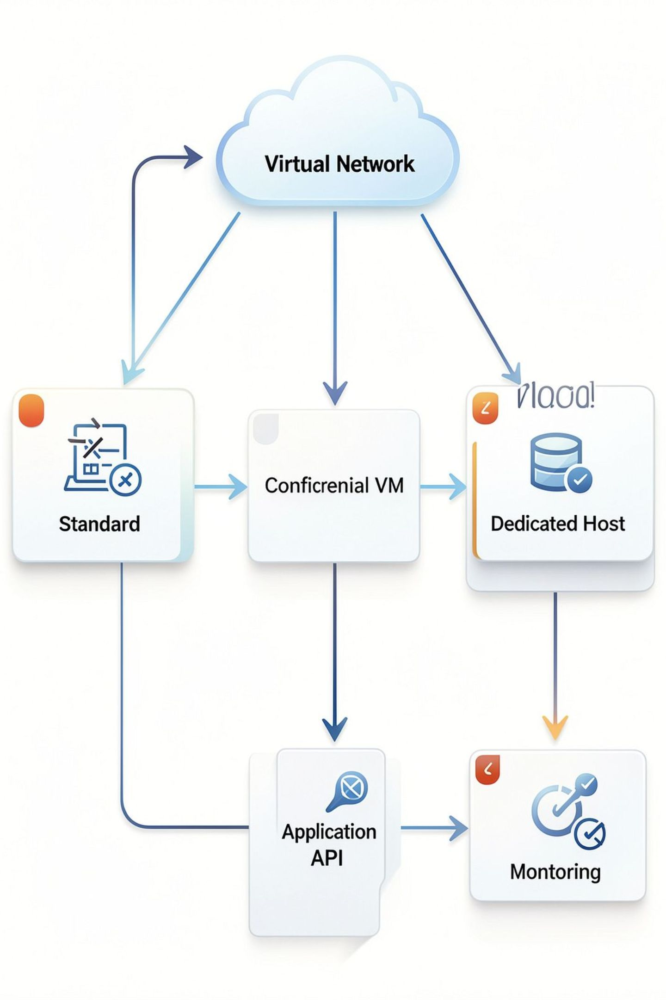 Virtual Network
Standard
Conficrenial VM
Dedicated Host
Application
API
Montoring